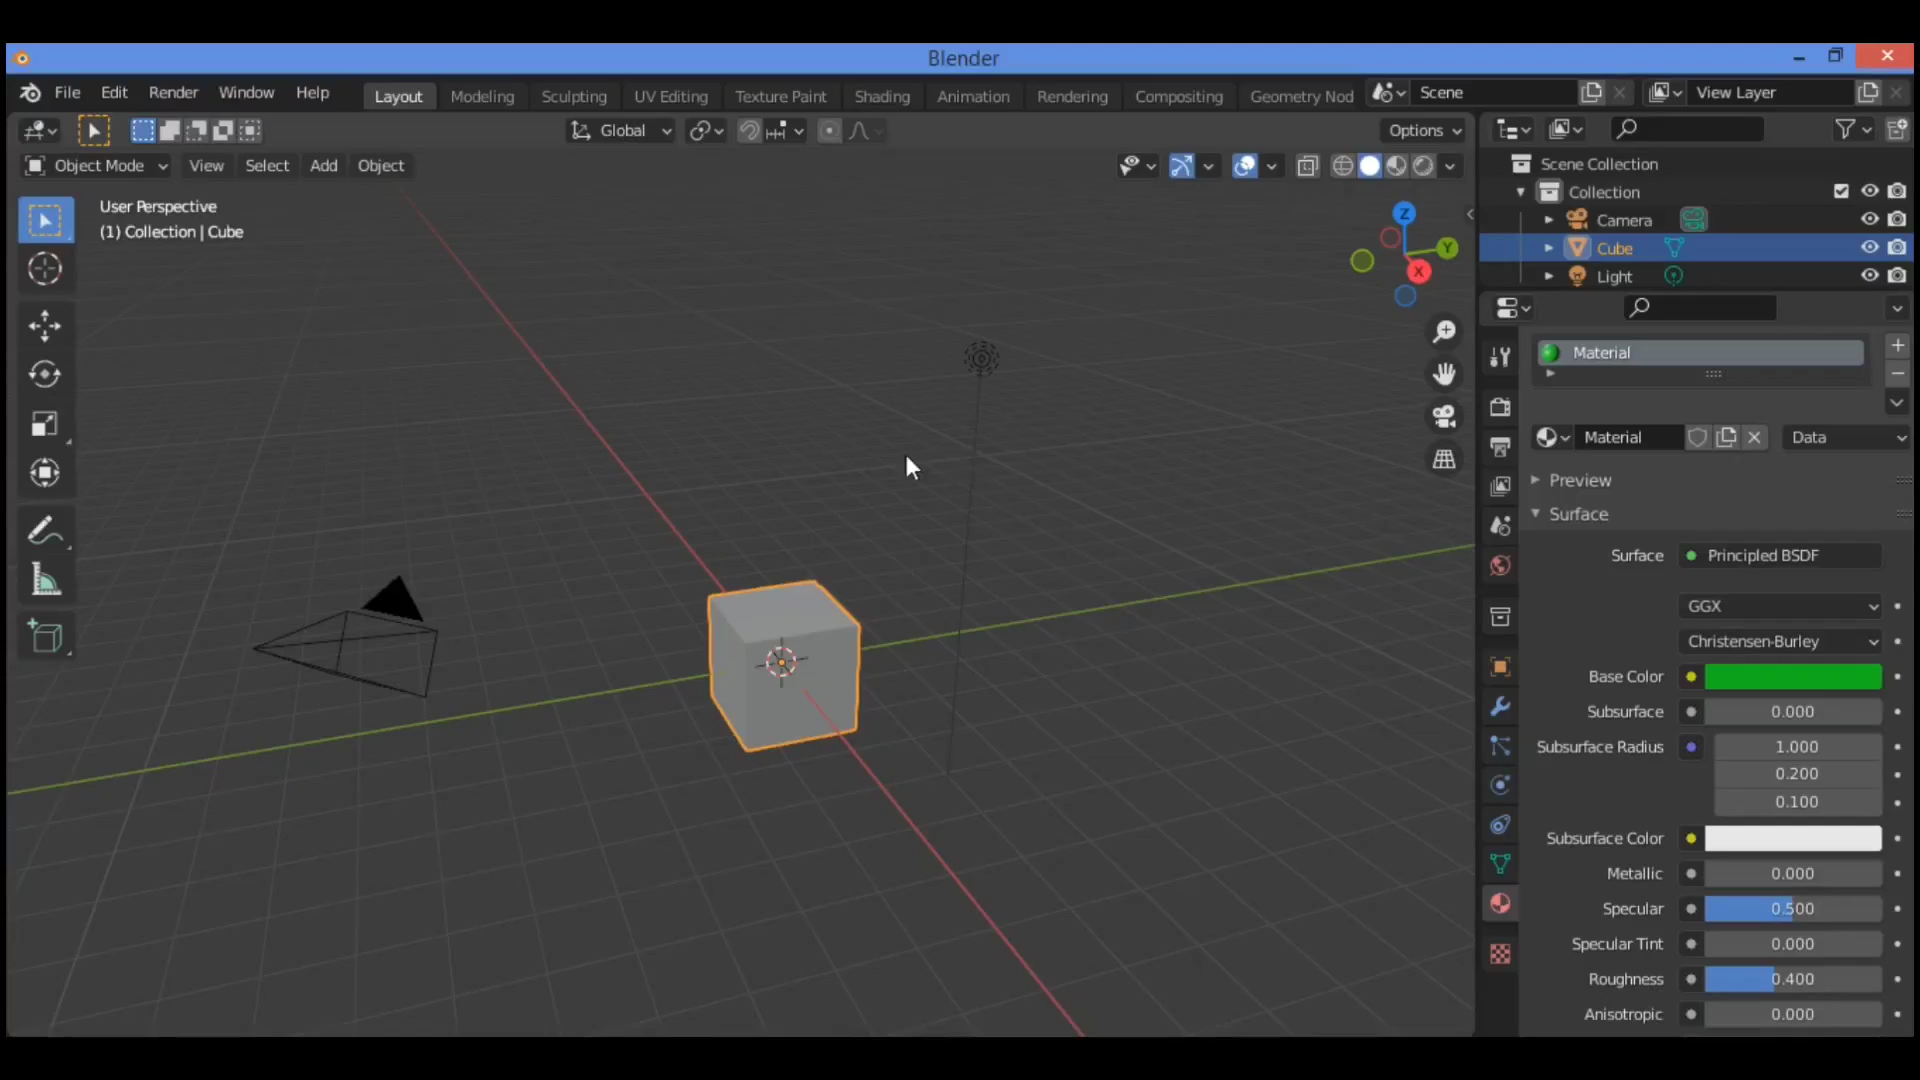 Blender
File Edit Render Window Help Layout Modeling Sculpting UV Editing Texture Paint Shading Animation Rendering Compositing Geometry Nod Scene View Layer
Global Options
Object Mode View Select Add Object
User Perspective
(1) Collection | Cube
Z
Y
X
Scene Collection
Collection
Camera
Cube
Light
Material
Material Data
Preview
Surface
Surface Principled BSDF
GGX
Christensen-Burley
Base Color
Subsurface 0.000
Subsurface Radius 1.000
0.200
0.100
Subsurface Color
Metallic 0.000
Specular 0.500
Specular Tint 0.000
Roughness 0.400
Anisotropic 0.000